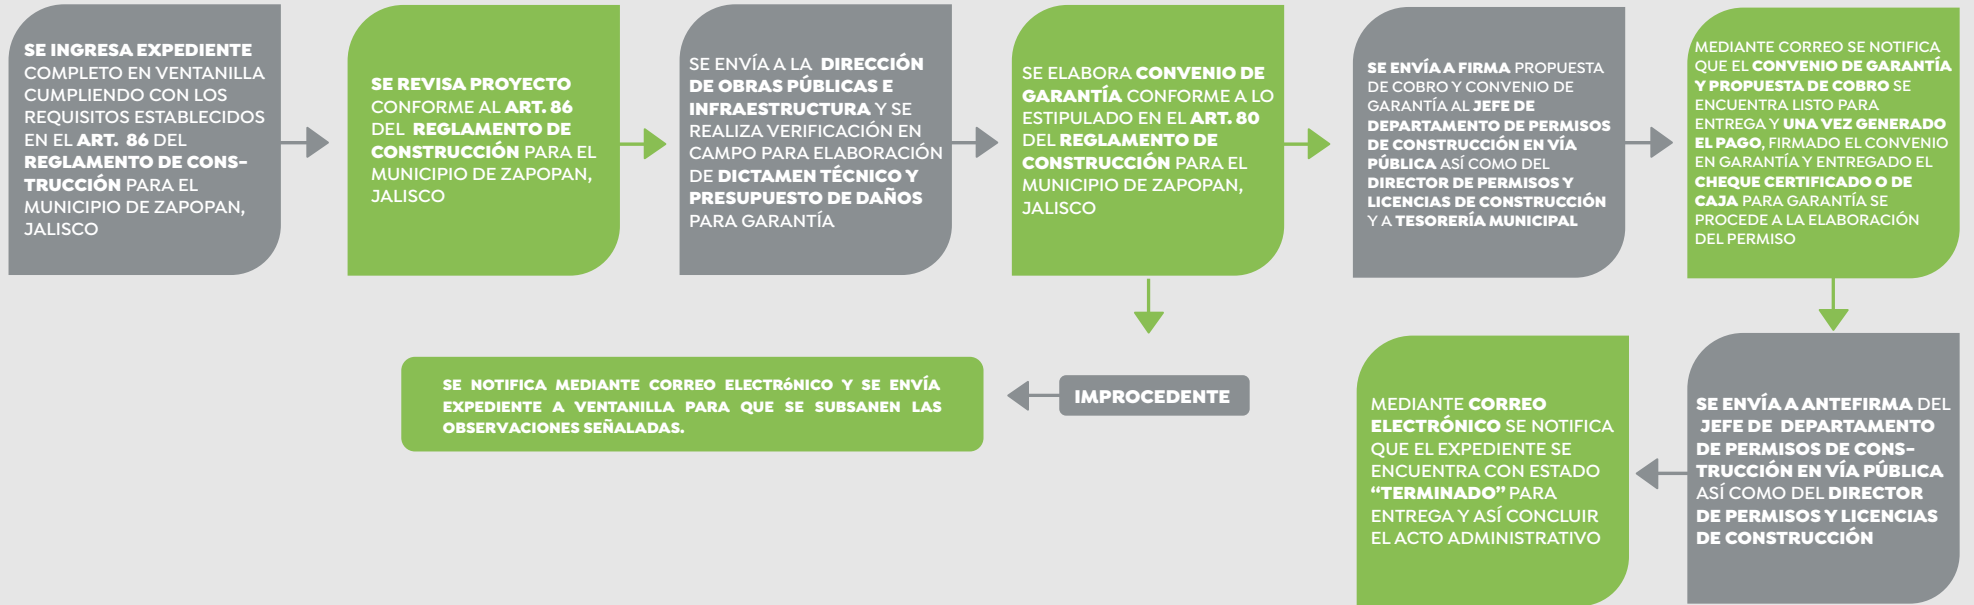 SE INGRESA EXPEDIENTE
COMPLETO EN VENTANILLA
CUMPLIENDO CON LOS
REQUISITOS ESTABLECIDOS
EN EL ART. 86 DEL
REGLAMENTO DE CONS-
TRUCCIÓN PARA EL
MUNICIPIO DE ZAPOPAN,
JALISCO
SE REVISA PROYECTO
CONFORME AL ART. 86
DEL REGLAMENTO DE
CONSTRUCCIÓN PARA EL
MUNICIPIO DE ZAPOPAN,
JALISCO
SE ENVÍA A LA DIRECCIÓN
DE OBRAS PÚBLICAS E
INFRAESTRUCTURA Y SE
REALIZA VERIFICACIÓN EN
CAMPO PARA ELABORACIÓN
DE DICTAMEN TÉCNICO Y
PRESUPUESTO DE DAÑOS
PARA GARANTÍA
SE ELABORA CONVENIO DE
GARANTÍA CONFORME A LO
ESTIPULADO EN EL ART. 80
DEL REGLAMENTO DE
CONSTRUCCIÓN PARA EL
MUNICIPIO DE ZAPOPAN,
JALISCO
SE ENVÍA A FIRMA PROPUESTA
DE COBRO Y CONVENIO DE
GARANTÍA AL JEFE DE
DEPARTAMENTO DE PERMISOS
DE CONSTRUCCIÓN EN VÍA
PÚBLICA ASÍ COMO DEL
DIRECTOR DE PERMISOS Y
LICENCIAS DE CONSTRUCCIÓN
Y A TESORERÍA MUNICIPAL
MEDIANTE CORREO SE NOTIFICA
QUE EL CONVENIO DE GARANTÍA
Y PROPUESTA DE COBRO SE
ENCUENTRA LISTO PARA
ENTREGA Y UNA VEZ GENERADO
EL PAGO, FIRMADO EL CONVENIO
EN GARANTÍA Y ENTREGADO EL
CHEQUE CERTIFICADO O DE
CAJA PARA GARANTÍA SE
PROCEDE A LA ELABORACIÓN
DEL PERMISO
SE NOTIFICA MEDIANTE CORREO ELECTRóNICO Y SE ENVÍA
EXPEDIENTE A VENTANILLA PARA QUE SE SUBSANEN LAS
OBSERVACIONES SEÑALADAS.
IMPROCEDENTE
MEDIANTE CORREO
ELECTRÓNICO SE NOTIFICA
QUE EL EXPEDIENTE SE
ENCUENTRA CON ESTADO
“TERMINADO” PARA
ENTREGA Y ASÍ CONCLUIR
EL ACTO ADMINISTRATIVO
SE ENVÍA A ANTEFIRMA DEL
JEFE DE DEPARTAMENTO
DE PERMISOS DE CONS-
TRUCCIÓN EN VÍA PÚBLICA
ASÍ COMO DEL DIRECTOR
DE PERMISOS Y LICENCIAS
DE CONSTRUCCIÓN